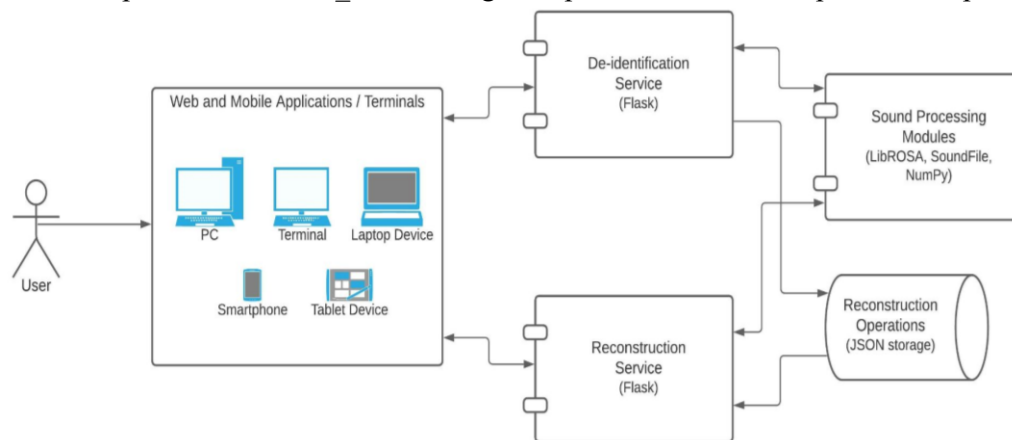 De-identification
Service
(Flask)
Web and Mobile Applications / Terminals
Sound Processing
Modules
(LibROSA, SoundFile,
NumPy)
PC
Terminal
Laptop Device
User
Smartphone
Tablet Device
Reconstruction
Operations
(JSON storage)
Reconstruction
Service
(Flask)